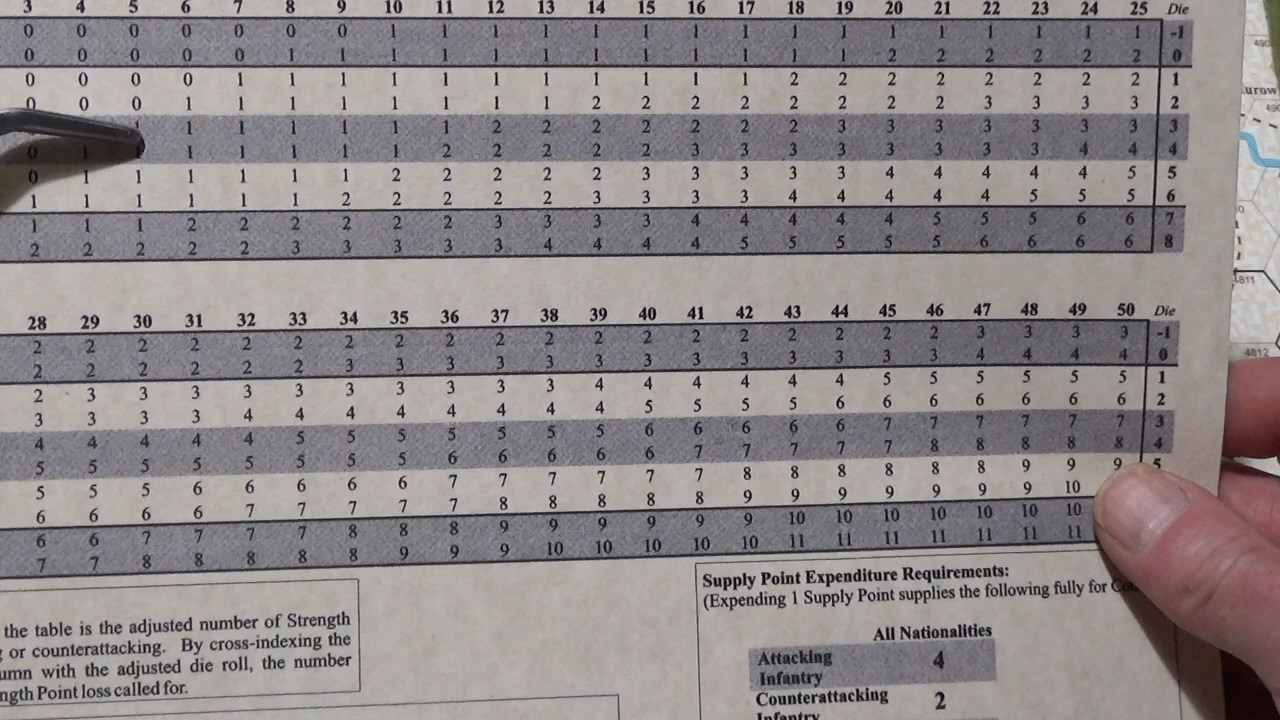 3 4 5 6 7 8 9 10 11 12 13 14 15 16 17 18 19 20 21 22 23 24 25 Die
0 0 0 0 0 0 0 1 1 1 1 1 1 1 1 1 1 1 1 1 1 1 1 -1
0 0 0 0 0 1 1 1 1 1 1 1 1 1 1 1 1 2 2 2 2 2 2 0
0 0 0 0 1 1 1 1 1 1 1 1 1 1 1 2 2 2 2 2 2 2 2 1
0 0 0 1 1 1 1 1 1 1 1 2 2 2 2 2 2 2 2 3 3 3 3 2
1 1 1 1 1 1 1 2 2 2 2 2 2 2 3 3 3 3 3 3 3 3
0 1 1 1 1 1 1 1 2 2 2 2 2 3 3 3 3 3 3 3 3 4 4 4
0 1 1 1 1 1 1 2 2 2 2 2 3 3 3 3 3 4 4 4 4 4 5 5
1 1 1 1 1 1 2 2 2 2 2 3 3 3 3 4 4 4 4 4 5 5 5 6
1 1 1 2 2 2 2 2 2 3 3 3 3 4 4 4 4 4 5 5 5 6 6 7
2 2 2 2 2 3 3 3 3 3 4 4 4 4 5 5 5 5 5 6 6 6 6 8
28 29 30 31 32 33 34 35 36 37 38 39 40 41 42 43 44 45 46 47 48 49 50 Die
2 2 2 2 2 2 2 2 2 2 2 2 2 2 2 2 2 2 2 3 3 3 3 -1
2 2 2 2 2 2 3 3 3 3 3 3 3 3 3 3 3 3 3 4 4 4 4 0
2 3 3 3 3 3 3 3 3 3 3 4 4 4 4 4 4 5 5 5 5 5 5 1
3 3 3 3 4 4 4 4 4 4 4 4 5 5 5 5 6 6 6 6 6 6 6 2
4 4 4 4 4 5 5 5 5 5 5 5 6 6 6 6 6 7 7 7 7 7 7 3
5 5 5 5 5 5 5 5 6 6 6 6 6 7 7 7 7 7 8 8 8 8 8 4
5 5 5 6 6 6 6 6 7 7 7 7 7 7 8 8 8 8 8 8 9 9 9 5
6 6 6 6 7 7 7 7 7 8 8 8 8 8 9 9 9 9 9 9 9 10
6 6 7 7 7 7 8 8 8 9 9 9 9 9 9 10 10 10 10 10 10 10
7 7 8 8 8 8 8 9 9 9 10 10 10 10 10 11 11 11 11 11 11 11
the table is the adjusted number of Strength
or counterattacking. By cross-indexing the
umn with the adjusted die roll, the number
ngth Point loss called for.
Supply Point Expenditure Requirements:
(Expending 1 Supply Point supplies the following fully for
All Nationalities
Attacking 4
Infantry
Counterattacking 2
Infantry
4811
4812
urow